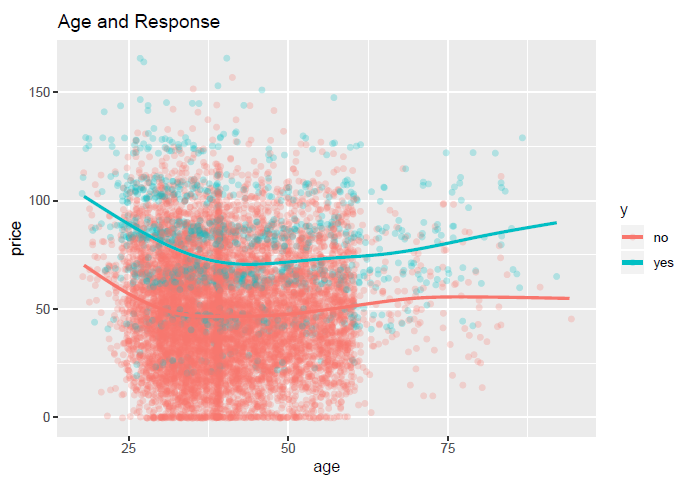 Age and Response
150
100
50
0
price
25
50
75
age
y
no
yes